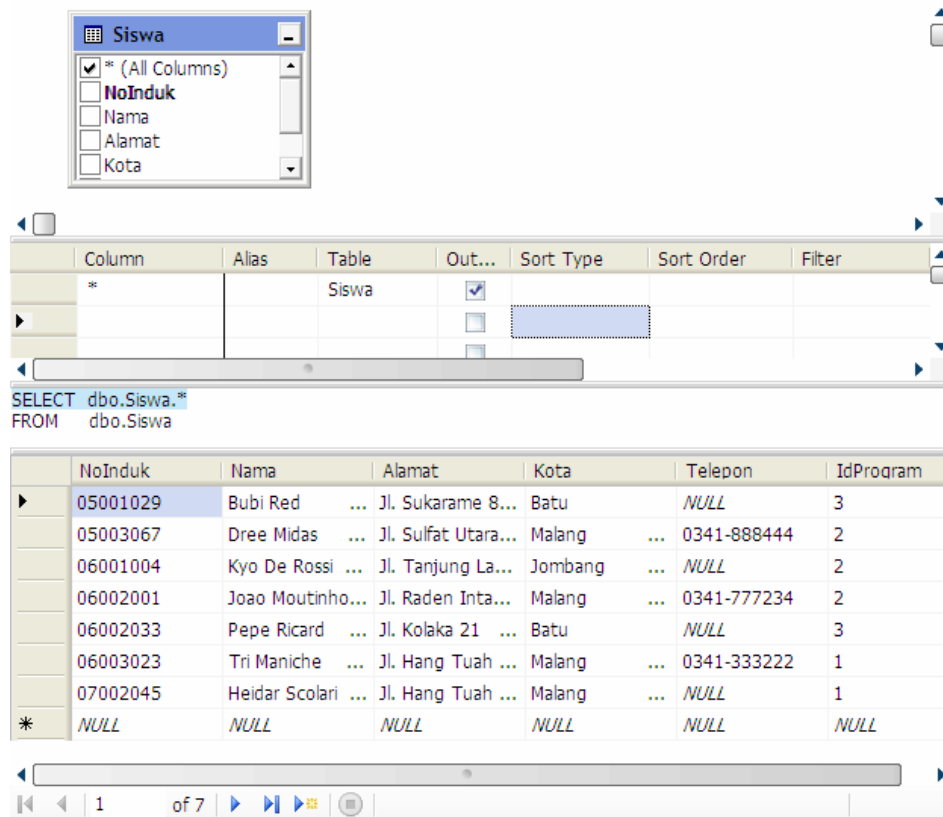 Siswa
* (All Columns)
NoInduk
Nama
Alamat
Kota
Column Alias Table Out... Sort Type Sort Order Filter
* Siswa
SELECT dbo.Siswa.*
FROM dbo.Siswa
NoInduk Nama Alamat Kota Telepon IdProgram
05001029 Bubi Red ... Jl. Sukarame 8... Batu NULL 3
05003067 Dree Midas ... Jl. Sulfat Utara... Malang ... 0341-888444 2
06001004 Kyo De Rossi ... Jl. Tanjung La... Jombang ... NULL 2
06002001 Joao Moutinho... Jl. Raden Inta... Malang ... 0341-777234 2
06002033 Pepe Ricard ... Jl. Kolaka 21 ... Batu NULL 3
06003023 Tri Maniche ... Jl. Hang Tuah ... Malang ... 0341-333222 1
07002045 Heidar Scolari ... Jl. Hang Tuah ... Malang ... NULL 1
NULL NULL NULL NULL NULL NULL
1 of 7